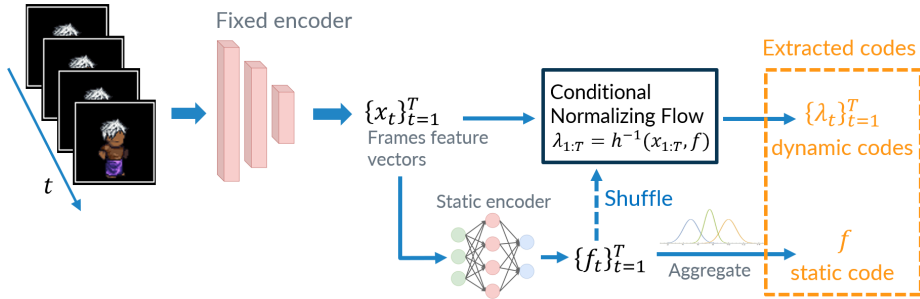 Fixed encoder
Extracted codes
t
{x_t}_{t=1}^T
Frames feature
vectors
Conditional
Normalizing Flow
λ_{1:T} = h^{-1}(x_{1:T}, f)
{λ_t}_{t=1}^T
dynamic codes
Static encoder
Shuffle
{f_t}_{t=1}^T
Aggregate
f
static code